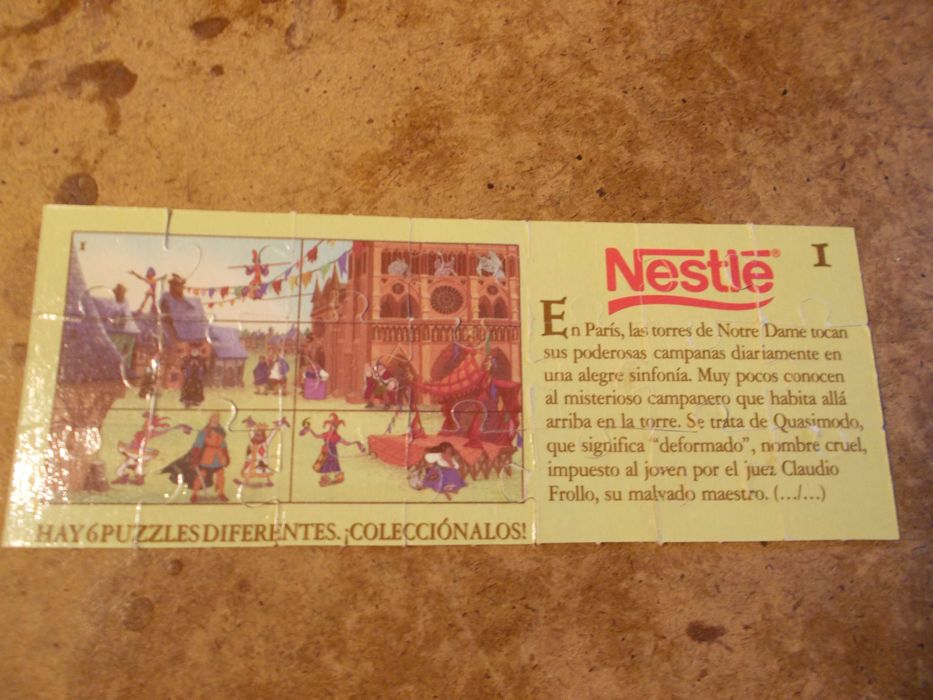 1
HAY 6 PUZZLES DIFERENTES. ¡COLECCIÓNALOS!
Nestlé®
1
En París, las torres de Notre Dame tocan
sus poderosas campanas diariamente en
una alegre sinfonía. Muy pocos conocen
al misterioso campanero que habita allá
arriba en la torre. Se trata de Quasimodo,
que significa "deformado", nombre cruel,
impuesto al joven por el juez Claudio
Frollo, su malvado maestro. (.../...)